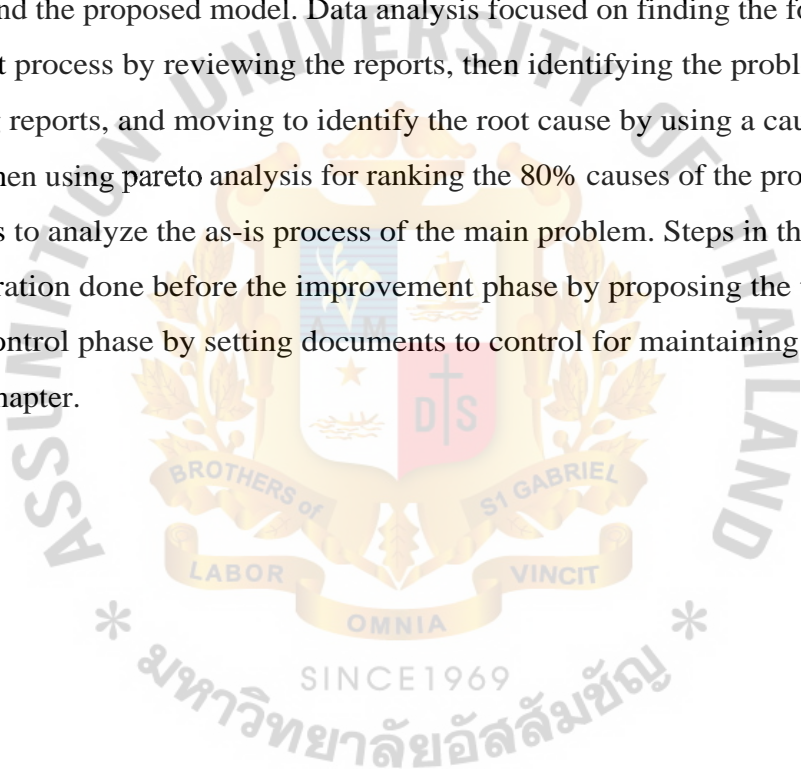 nd the proposed model. Data analysis focused on finding the fo
t process by reviewing the reports, then identifying the probl
reports, and moving to identify the root cause by using a cau
hen using pareto analysis for ranking the 80% causes of the pro
s to analyze the as-is process of the main problem. Steps in th
ration done before the improvement phase by proposing the
ontrol phase by setting documents to control for maintaining
hapter.
ASSUMPTION UNIVERSITY OF THAILAND
A M
D S
BROTHERS of ST GABRIEL
LABOR
VINCIT
OMNIA
SINCE1969
* มหาวิทยาลัยอัสสัมชัญ *